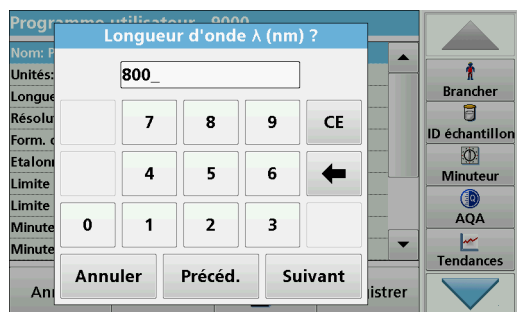 Programme utilisateur 9000
Longueur d'onde λ (nm) ?
Nom: P
Unités:
Longue
Résolu
Form. d
Etalonn
Limite
Limite
Minute
Minute
800_
7 8 9 CE
4 5 6
0 1 2 3
Annuler Précéd. Suivant
An
istrer
Brancher
ID échantillon
Minuteur
AQA
Tendances